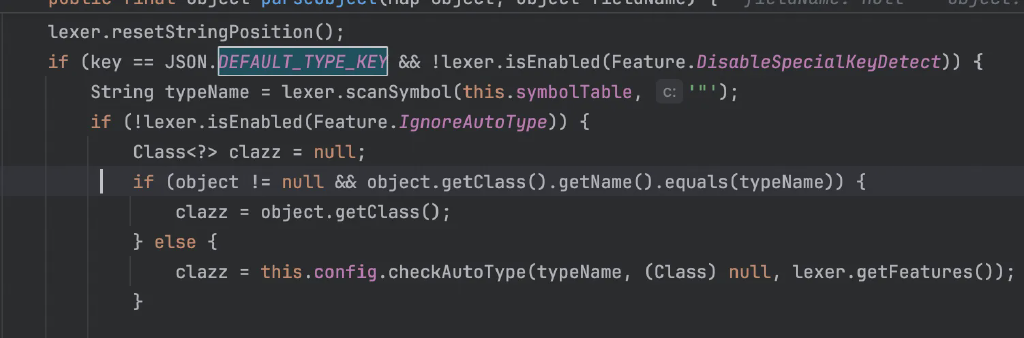 public final Object parseObject(Map object, Object fieldName) {   fieldName: null    object:
lexer.resetStringPosition();
if (key == JSON.DEFAULT_TYPE_KEY && !lexer.isEnabled(Feature.DisableSpecialKeyDetect)) {
String typeName = lexer.scanSymbol(this.symbolTable, c: '"');
if (!lexer.isEnabled(Feature.IgnoreAutoType)) {
Class<?> clazz = null;
if (object != null && object.getClass().getName().equals(typeName)) {
clazz = object.getClass();
} else {
clazz = this.config.checkAutoType(typeName, (Class) null, lexer.getFeatures());
}